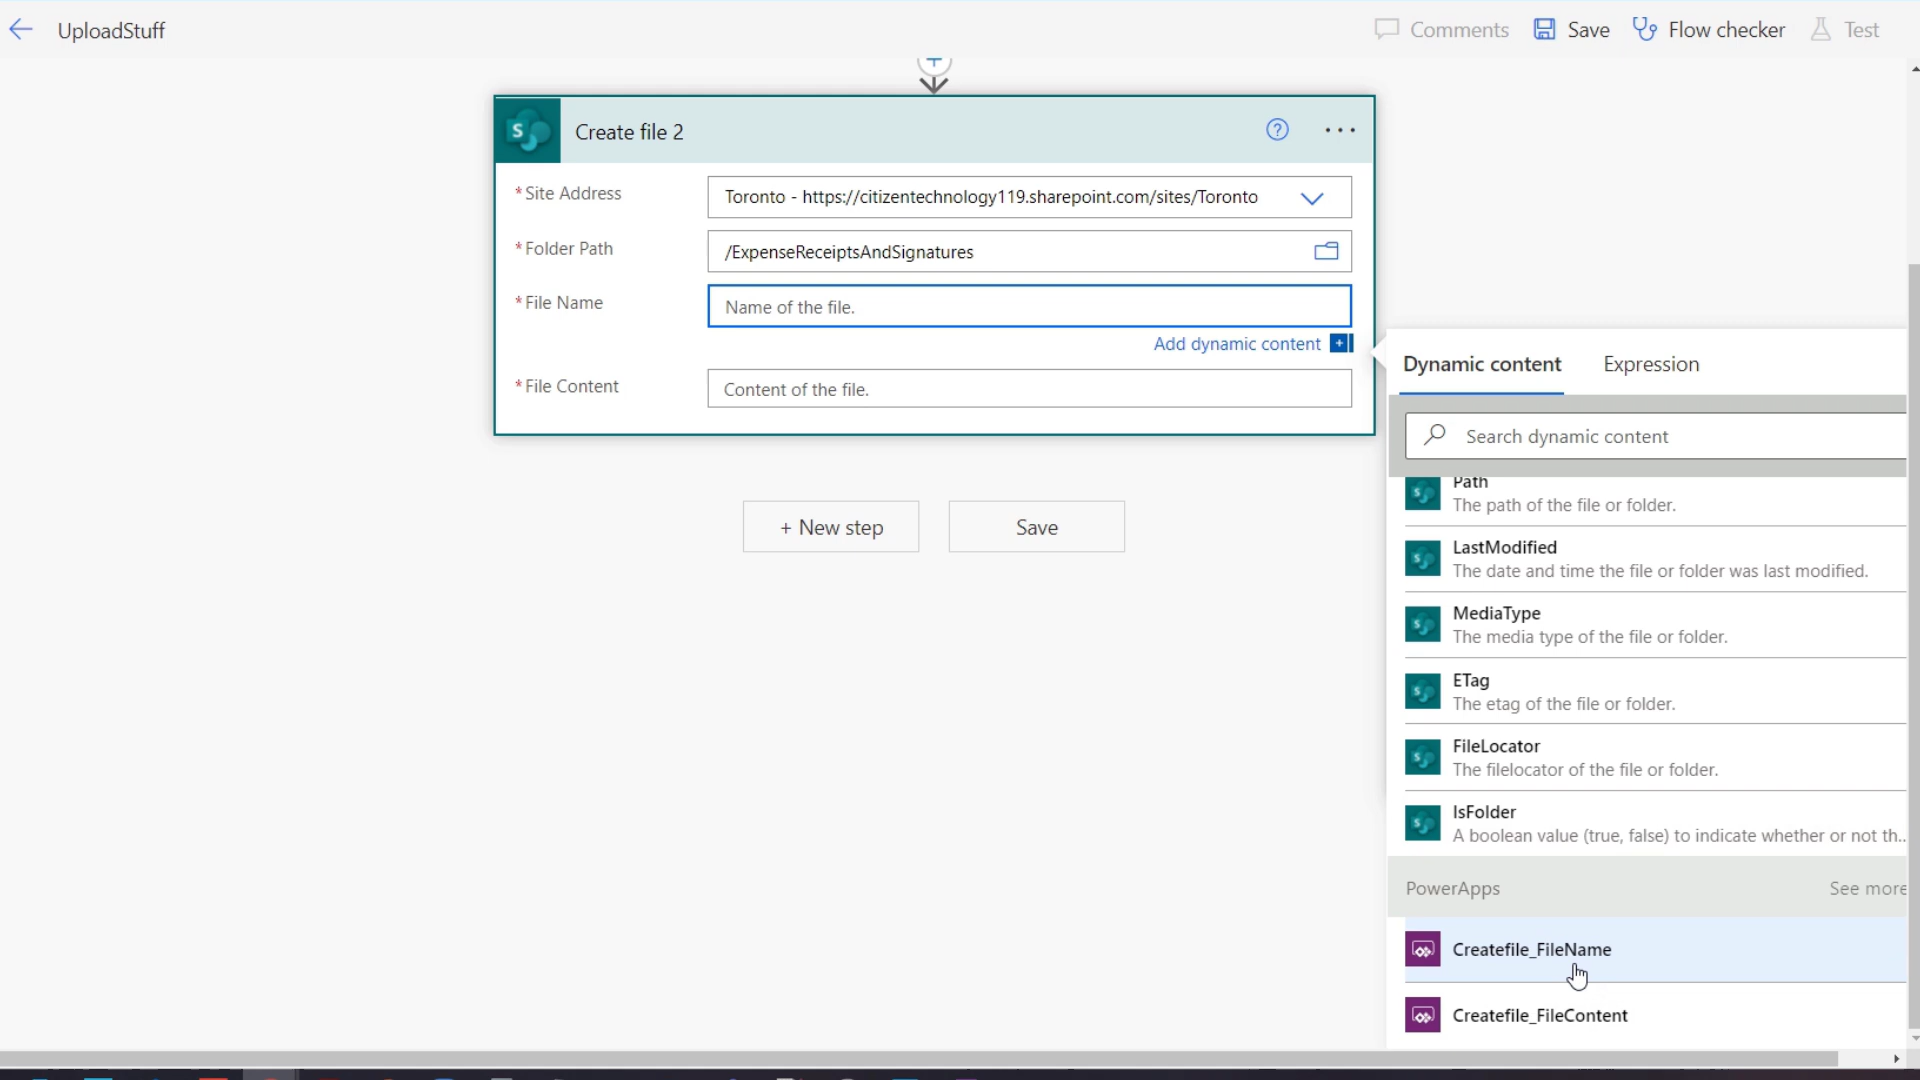 UploadStuff
Comments
Save
Flow checker
Test
Create file 2
* Site Address
Toronto - https://citizentechnology119.sharepoint.com/sites/Toronto
* Folder Path
/ExpenseReceiptsAndSignatures
* File Name
Name of the file.
Add dynamic content
* File Content
Content of the file.
+ New step
Save
Dynamic content
Expression
Search dynamic content
Path
The path of the file or folder.
LastModified
The date and time the file or folder was last modified.
MediaType
The media type of the file or folder.
ETag
The etag of the file or folder.
FileLocator
The filelocator of the file or folder.
IsFolder
A boolean value (true, false) to indicate whether or not th..
PowerApps
See more
Createfile_FileName
Createfile_FileContent